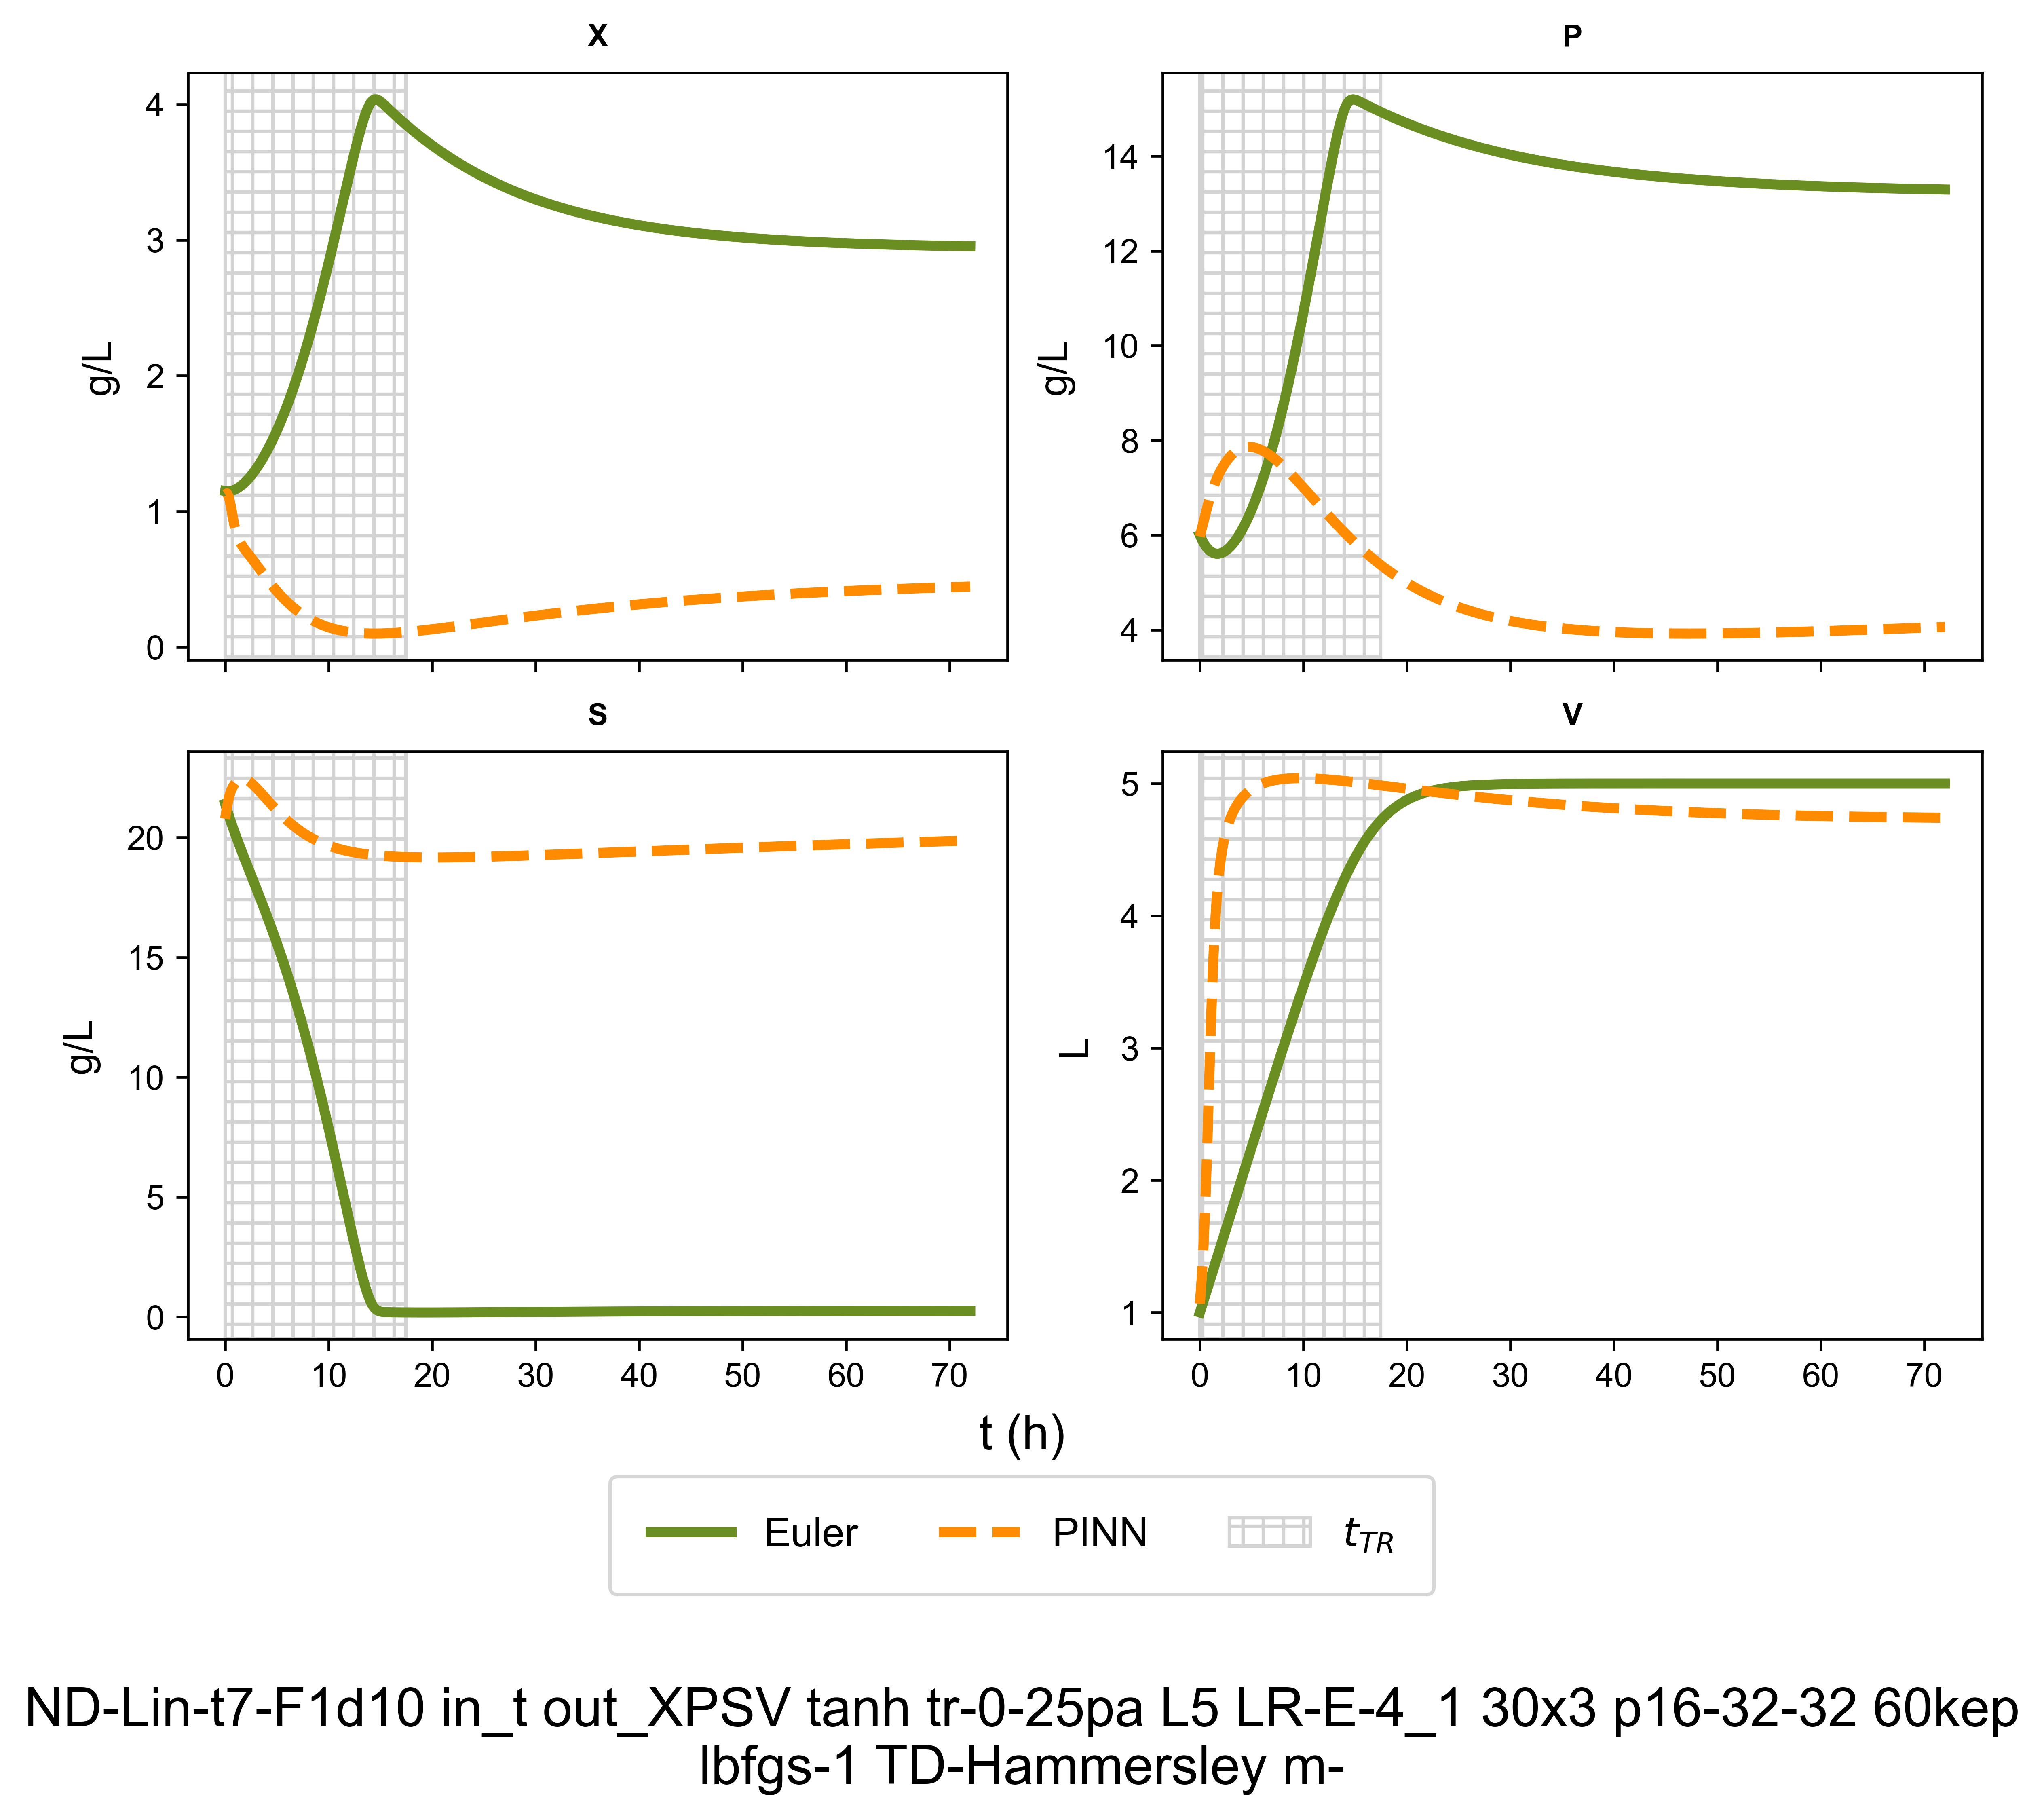 X
P
4
3
2
1
0
g/L
14
12
10
8
6
4
g/L
S
V
20
15
10
5
0
g/L
5
4
3
2
1
L
0 10 20 30 40 50 60 70
0 10 20 30 40 50 60 70
t (h)
Euler PINN t_TR
ND-Lin-t7-F1d10 in_t out_XPSV tanh tr-0-25pa L5 LR-E-4_1 30x3 p16-32-32 60kep
lbfgs-1 TD-Hammersley m-